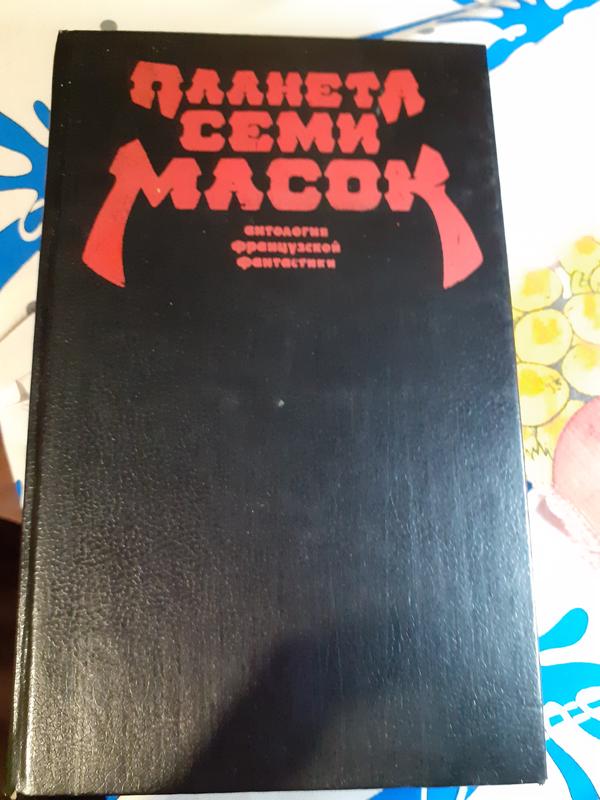 ПЛАНЕТА
СЕМИ
МАСОК
антология
французской
фантастики